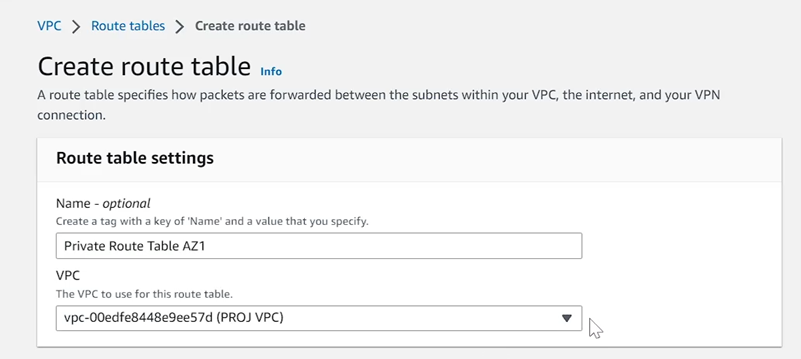 VPC > Route tables > Create route table
Create route table Info
A route table specifies how packets are forwarded between the subnets within your VPC, the internet, and your VPN
connection.
Route table settings
Name - optional
Create a tag with a key of 'Name' and a value that you specify.
Private Route Table AZ1
VPC
The VPC to use for this route table.
vpc-00edfe8448e9ee57d (PROJ VPC)